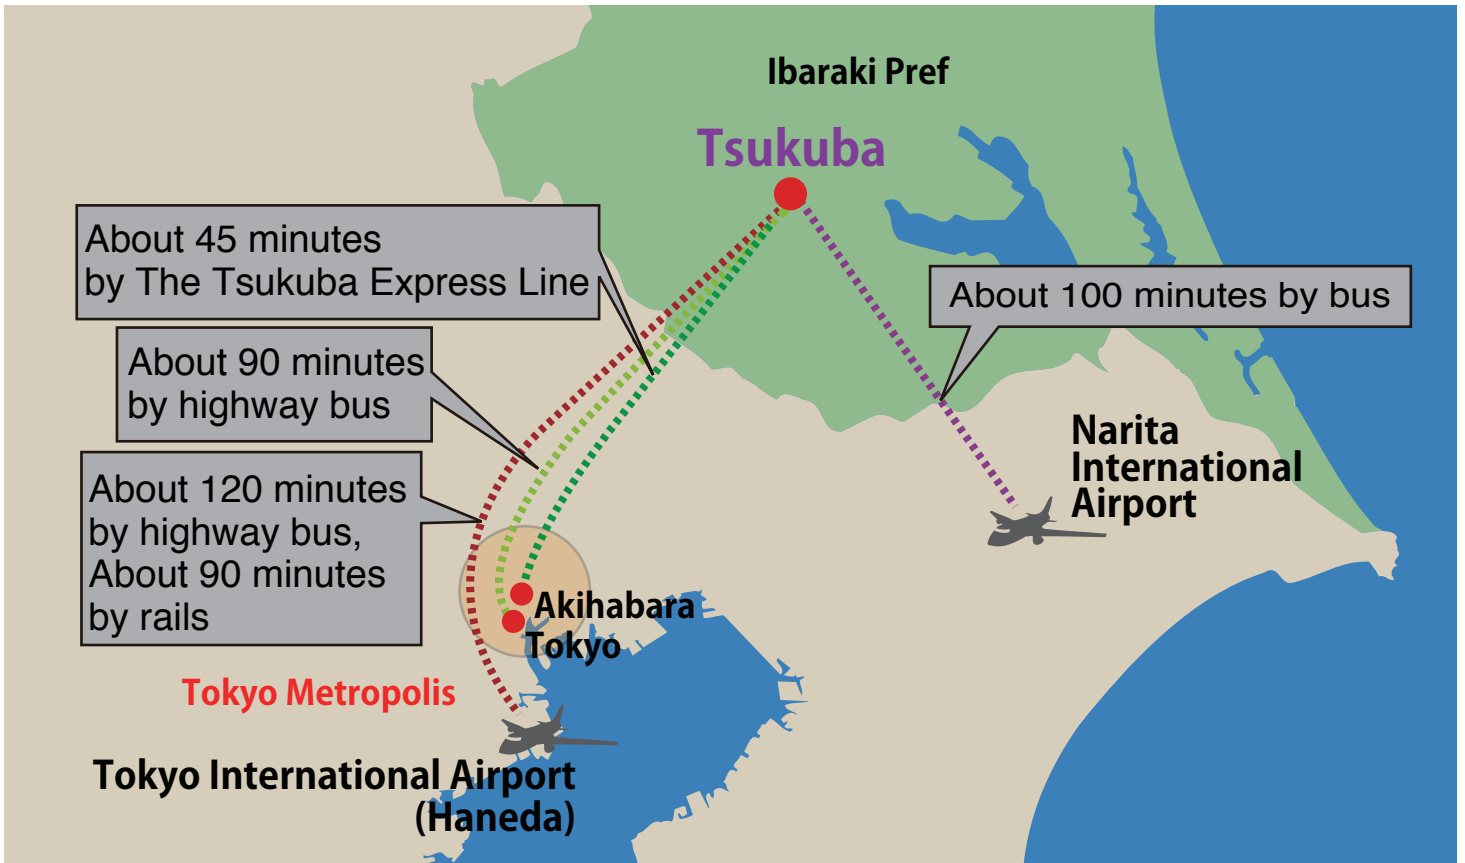 Ibaraki Pref
Tsukuba
About 45 minutes
by The Tsukuba Express Line
About 100 minutes by bus
About 90 minutes
by highway bus
Narita
International
Airport
About 120 minutes
by highway bus,
About 90 minutes
by rails
Akihabara
Tokyo
Tokyo Metropolis
Tokyo International Airport
(Haneda)